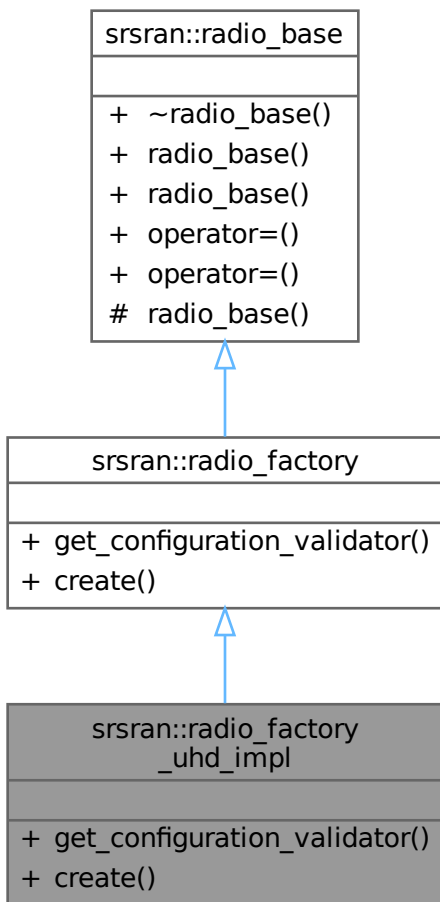 srsran::radio_base
+ ~radio_base()
+ radio_base()
+ radio_base()
+ operator=()
+ operator=()
# radio_base()
srsran::radio_factory
+ get_configuration_validator()
+ create()
srsran::radio_factory
_uhd_impl
+ get_configuration_validator()
+ create()